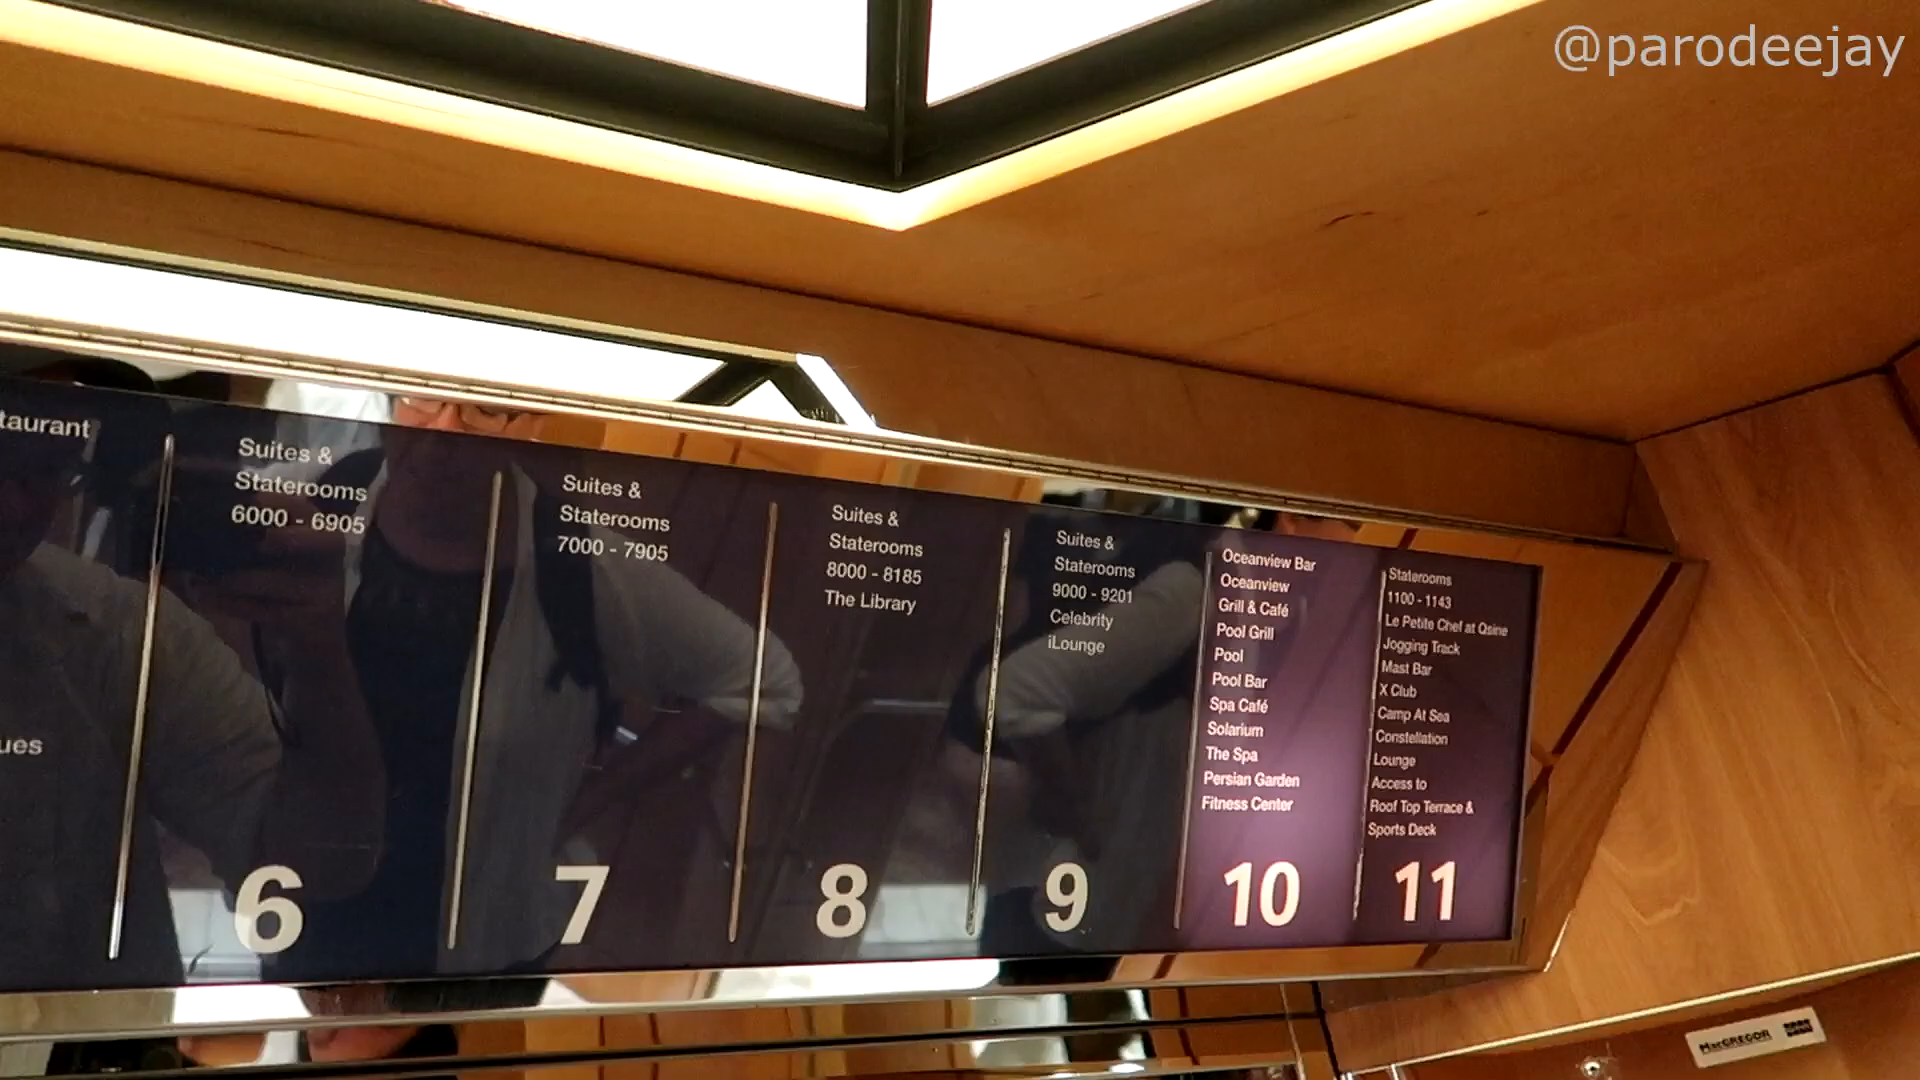 @parodeejay
taurant
ues
Suites &
Staterooms
6000 - 6905
6
Suites &
Staterooms
7000 - 7905
7
Suites &
Staterooms
8000 - 8185
The Library
8
Suites &
Staterooms
9000 - 9201
Celebrity
iLounge
9
Oceanview Bar
Oceanview
Grill & Café
Pool Grill
Pool
Pool Bar
Spa Café
Solarium
The Spa
Persian Garden
Fitness Center
10
Staterooms
1100 - 1143
Le Petite Chef at Qsine
Jogging Track
Mast Bar
X Club
Camp At Sea
Constellation
Lounge
Access to
Roof Top Terrace &
Sports Deck
11
MacGREGOR